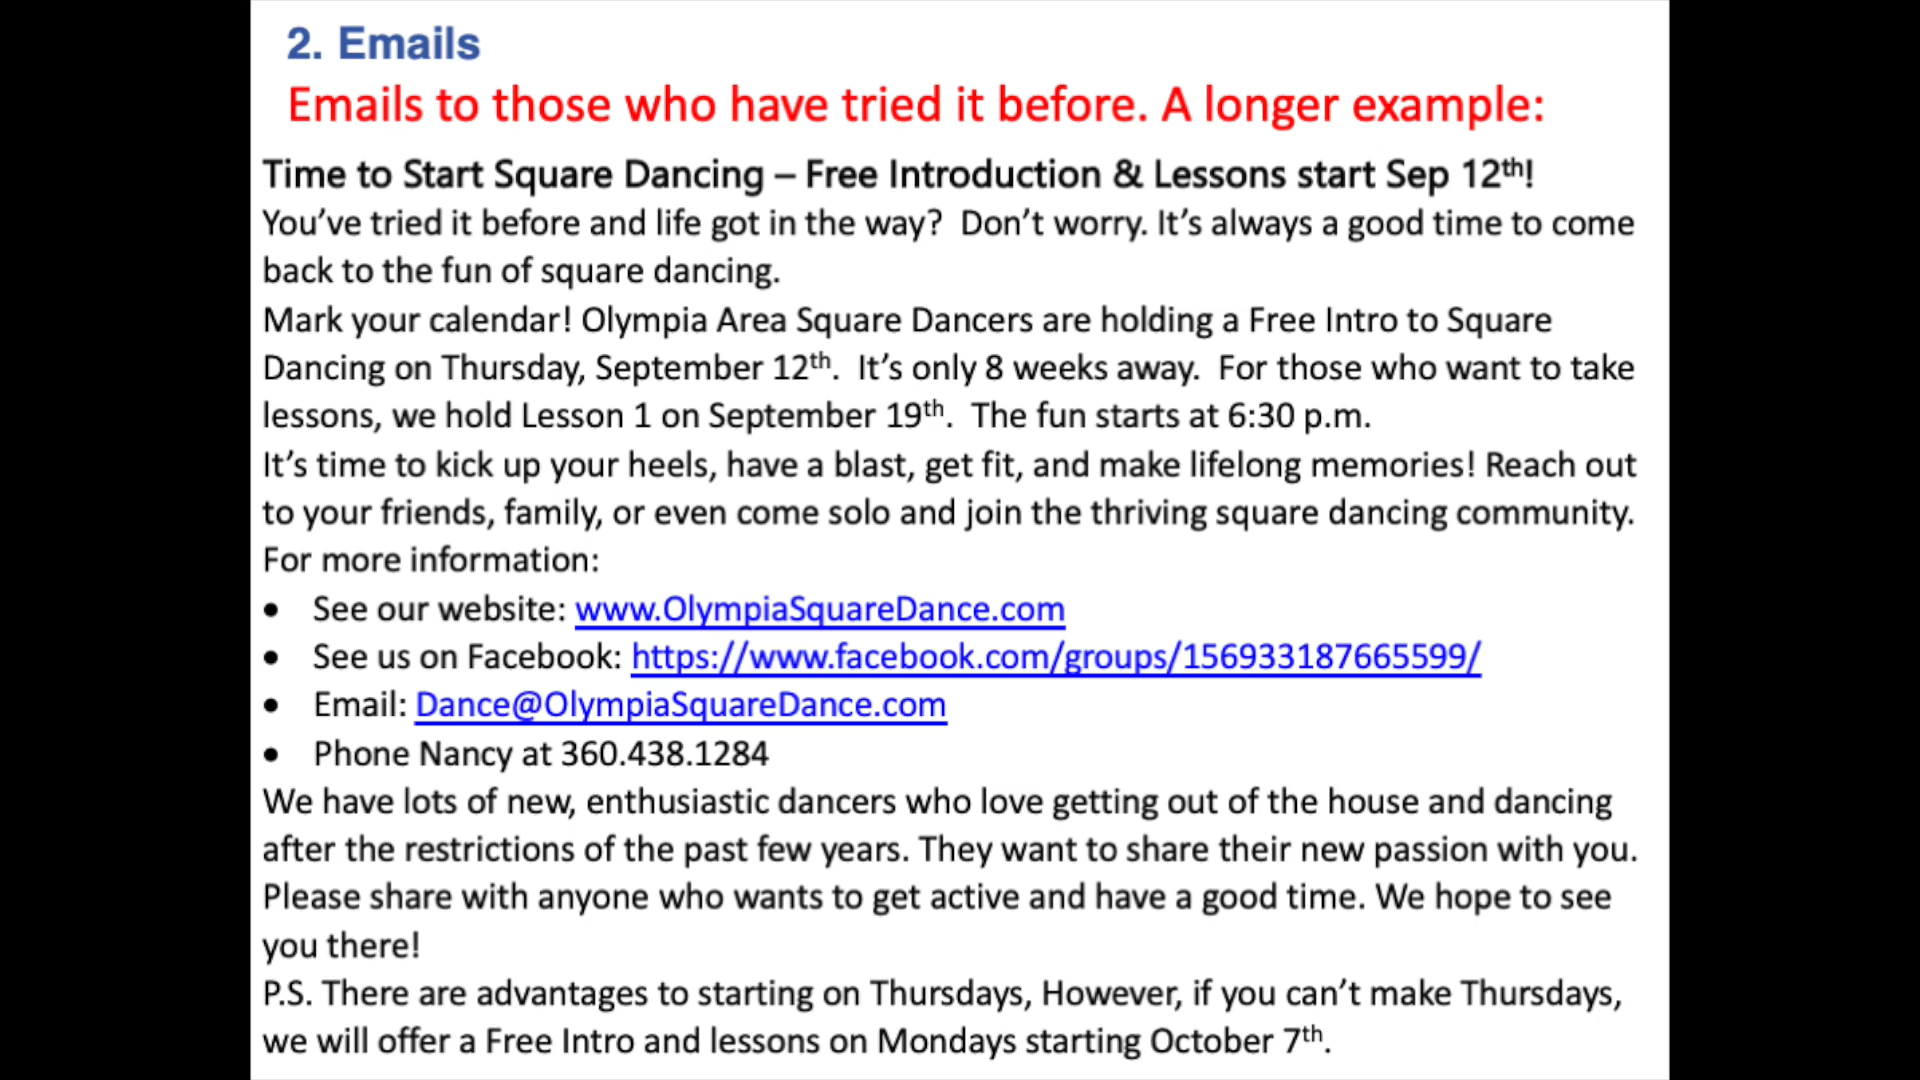 2. Emails
Emails to those who have tried it before. A longer example:
Time to Start Square Dancing – Free Introduction & Lessons start Sep 12th!
You’ve tried it before and life got in the way?  Don’t worry. It’s always a good time to come
back to the fun of square dancing.
Mark your calendar! Olympia Area Square Dancers are holding a Free Intro to Square
Dancing on Thursday, September 12th.  It’s only 8 weeks away.  For those who want to take
lessons, we hold Lesson 1 on September 19th.  The fun starts at 6:30 p.m.
It’s time to kick up your heels, have a blast, get fit, and make lifelong memories! Reach out
to your friends, family, or even come solo and join the thriving square dancing community.
For more information:
• See our website: www.OlympiaSquareDance.com
• See us on Facebook: https://www.facebook.com/groups/156933187665599/
• Email: Dance@OlympiaSquareDance.com
• Phone Nancy at 360.438.1284
We have lots of new, enthusiastic dancers who love getting out of the house and dancing
after the restrictions of the past few years. They want to share their new passion with you.
Please share with anyone who wants to get active and have a good time. We hope to see
you there!
P.S. There are advantages to starting on Thursdays, However, if you can’t make Thursdays,
we will offer a Free Intro and lessons on Mondays starting October 7th.